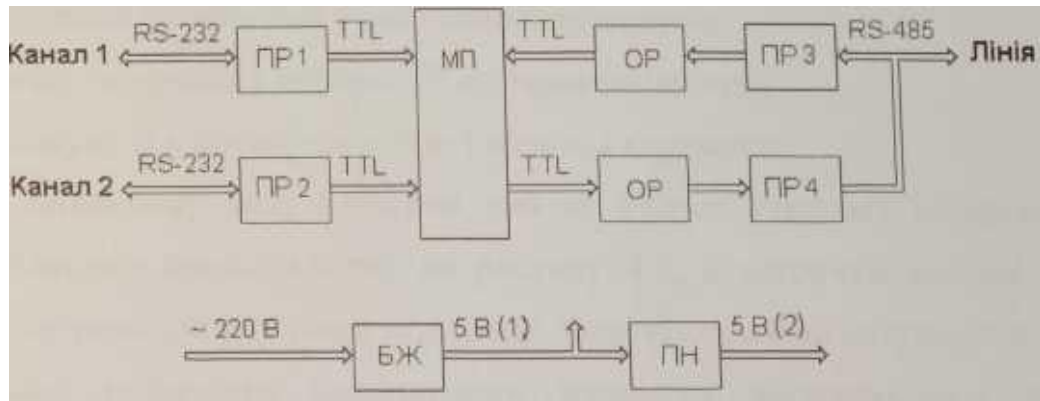 RS-232 TTL TTL RS-485
Канал 1 ПР1 МП ОР ПР3 Лінія
RS-232 TTL TTL
Канал 2 ПР2 ОР ПР4
~ 220 В 5 В (1) 5 В (2)
БЖ ПН